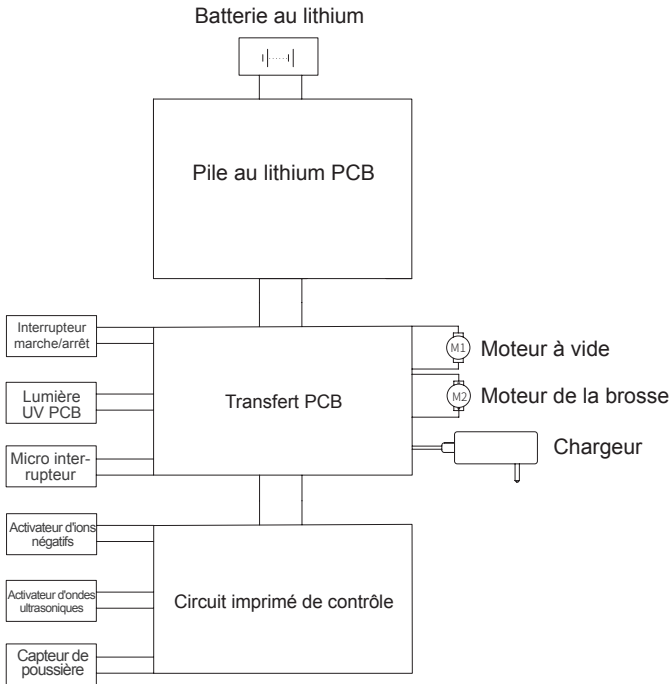 Batterie au lithium
Pile au lithium PCB
Interrupteur
marche/arrêt
M1
Moteur à vide
Lumière
UV PCB
Transfert PCB
M2
Moteur de la brosse
Micro inter-
rupteur
Chargeur
Activateur d'ions
négatifs
Activateur d'ondes
ultrasoniques
Circuit imprimé de contrôle
Capteur de
poussière